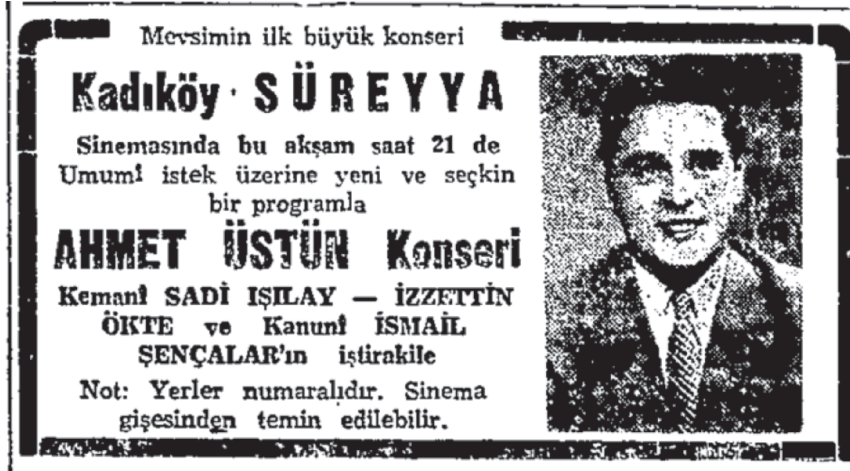 Mevsimin ilk büyük konseri
Kadıköy · SÜREYYA
Sinemasında bu akşam saat 21 de
Umumî istek üzerine yeni ve seçkin
bir programla
AHMET ÜSTÜN Konseri
Kemanî SADİ IŞILAY — İZZETTİN
ÖKTE ve Kanunî İSMAİL
ŞENÇALAR'ın iştirakile
Not: Yerler numaralıdır. Sinema
gişesinden temin edilebilir.